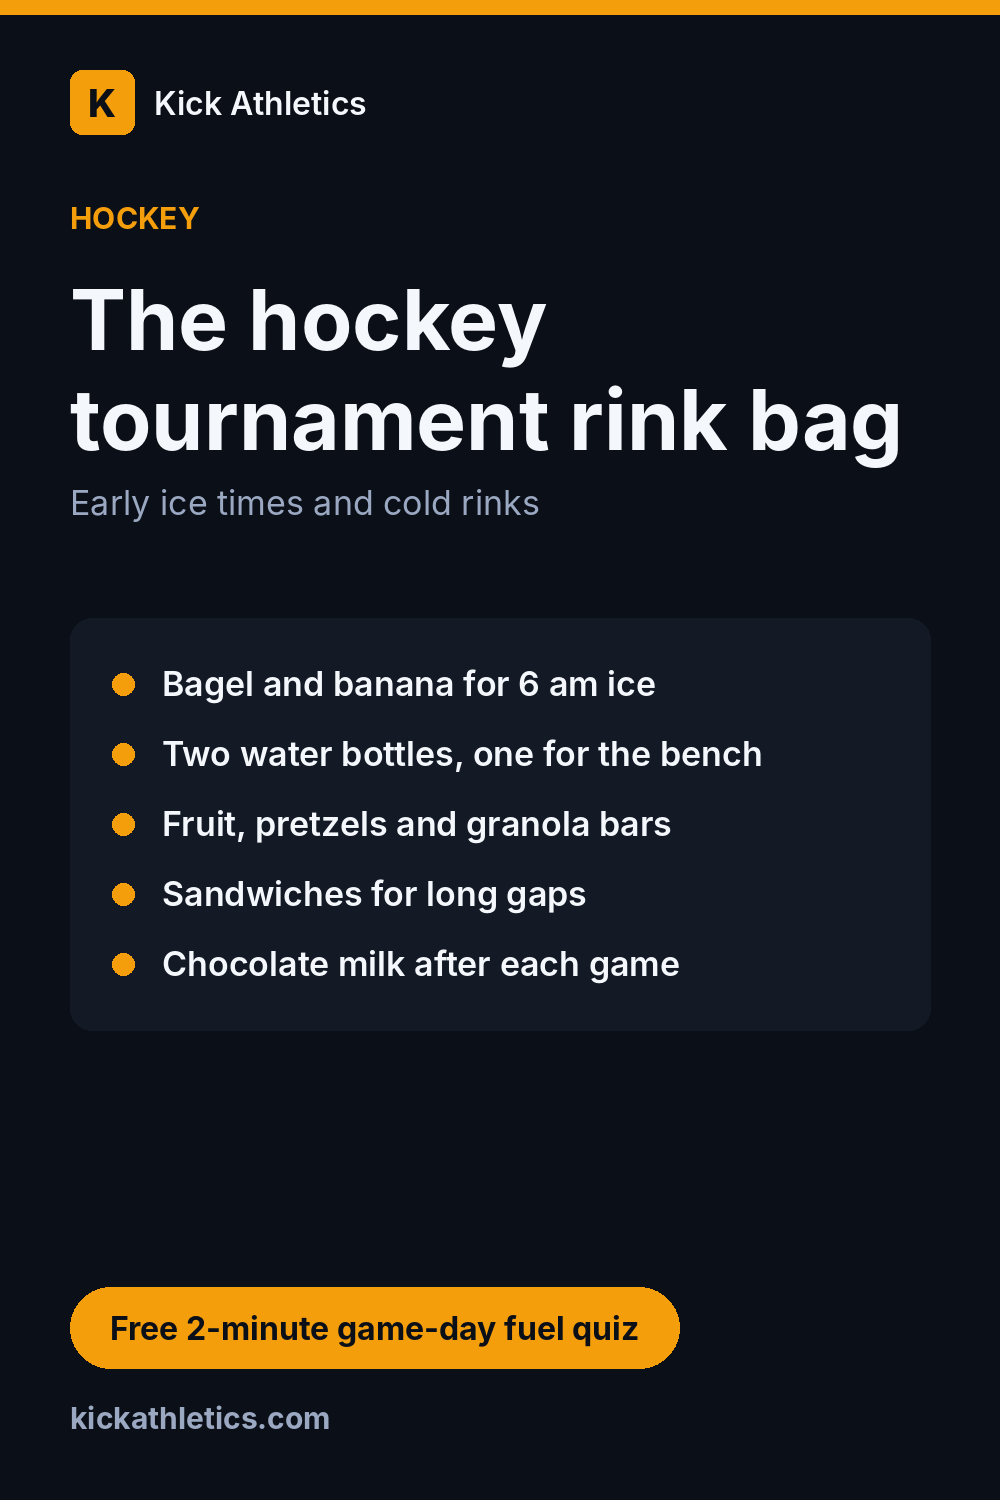 K
Kick Athletics
HOCKEY
The hockey
tournament rink bag
Early ice times and cold rinks
Bagel and banana for 6 am ice
Two water bottles, one for the bench
Fruit, pretzels and granola bars
Sandwiches for long gaps
Chocolate milk after each game
Free 2-minute game-day fuel quiz
kickathletics.com